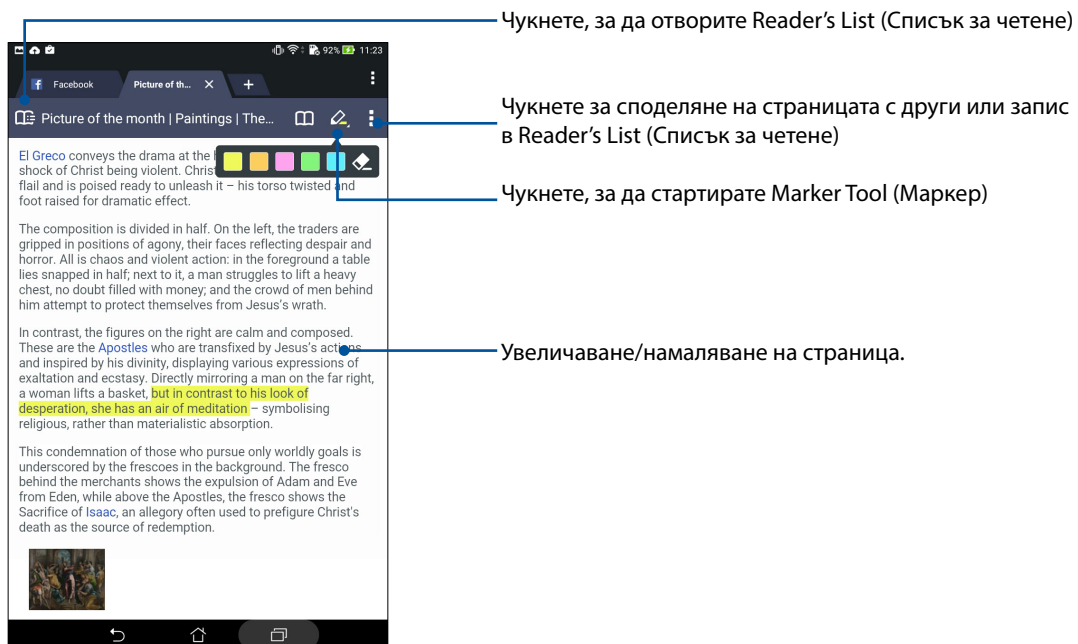 Чукнете, за да отворите Reader’s List (Списък за четене)
92% 11:23
Facebook Picture of th... × +
Picture of the month | Paintings | The...
Чукнете за споделяне на страницата с други или запис
в Reader’s List (Списък за четене)
Чукнете, за да стартирате Marker Tool (Маркер)
El Greco conveys the drama at the
shock of Christ being violent. Christ
flail and is poised ready to unleash it – his torso twisted and
foot raised for dramatic effect.
The composition is divided in half. On the left, the traders are
gripped in positions of agony, their faces reflecting despair and
horror. All is chaos and violent action: in the foreground a table
lies snapped in half; next to it, a man struggles to lift a heavy
chest, no doubt filled with money; and the crowd of men behind
him attempt to protect themselves from Jesus’s wrath.
In contrast, the figures on the right are calm and composed.
These are the Apostles who are transfixed by Jesus’s actions
and inspired by his divinity, displaying various expressions of
exaltation and ecstasy. Directly mirroring a man on the far right,
a woman lifts a basket, but in contrast to his look of
desperation, she has an air of meditation – symbolising
religious, rather than materialistic absorption.
Увеличаване/намаляване на страница.
This condemnation of those who pursue only worldly goals is
underscored by the frescoes in the background. The fresco
behind the merchants shows the expulsion of Adam and Eve
from Eden, while above the Apostles, the fresco shows the
Sacrifice of Isaac, an allegory often used to prefigure Christ's
death as the source of redemption.